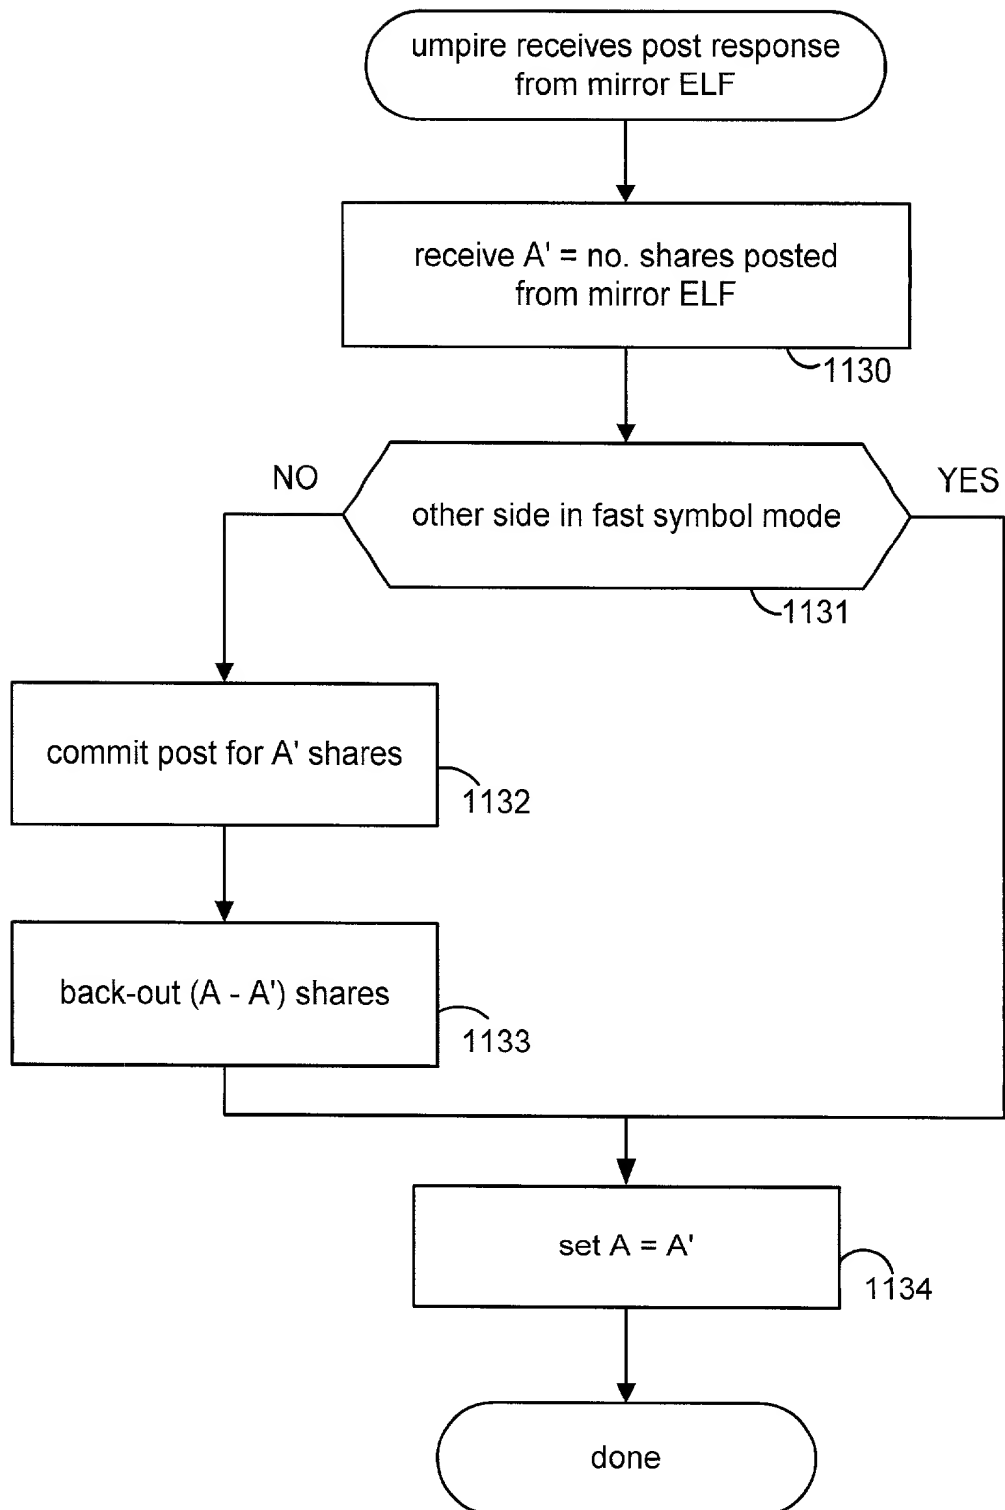 umpire receives post response
from mirror ELF
receive A' = no. shares posted
from mirror ELF
1130
NO
YES
other side in fast symbol mode
1131
commit post for A' shares
1132
back-out (A - A') shares
1133
set A = A'
1134
done